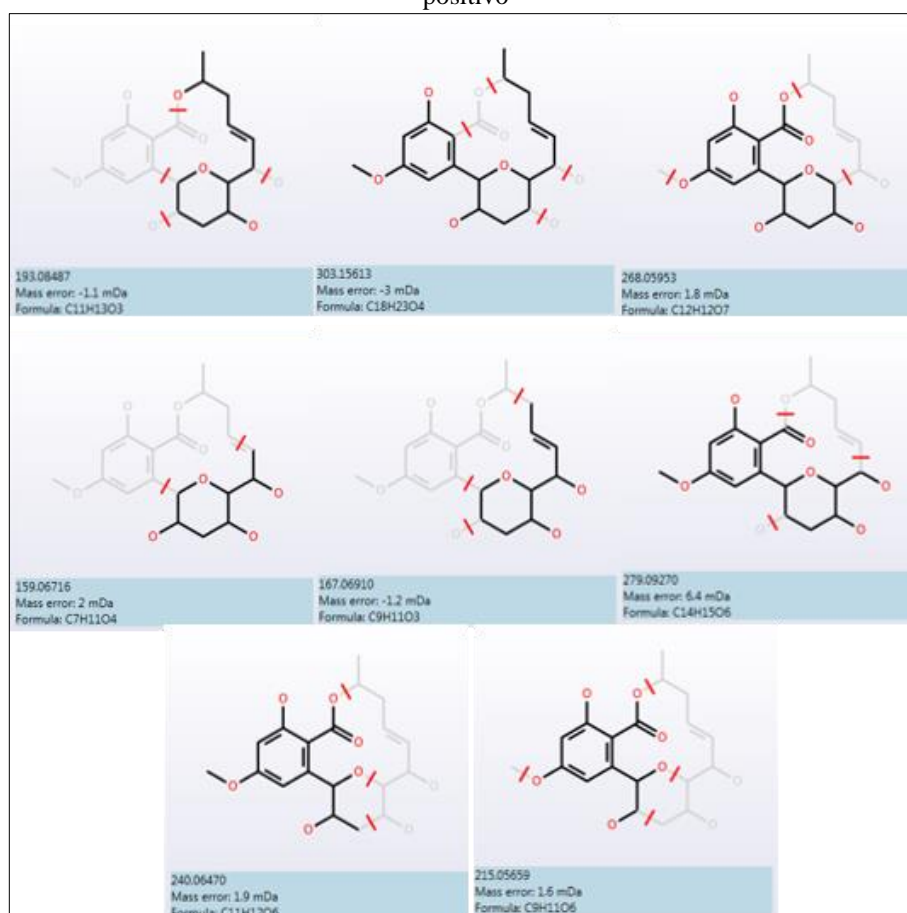 positivo
193.08487
Mass error: -1.1 mDa
Formula: C11H13O3
303.15613
Mass error: -3 mDa
Formula: C18H23O4
268.05953
Mass error: 1.8 mDa
Formula: C12H12O7
159.06716
Mass error: 2 mDa
Formula: C7H11O4
167.06910
Mass error: -1.2 mDa
Formula: C9H11O3
279.09270
Mass error: 6.4 mDa
Formula: C14H15O6
240.06470
Mass error: 1.9 mDa
Formula: C11H12O6
215.05659
Mass error: 1.6 mDa
Formula: C9H11O6